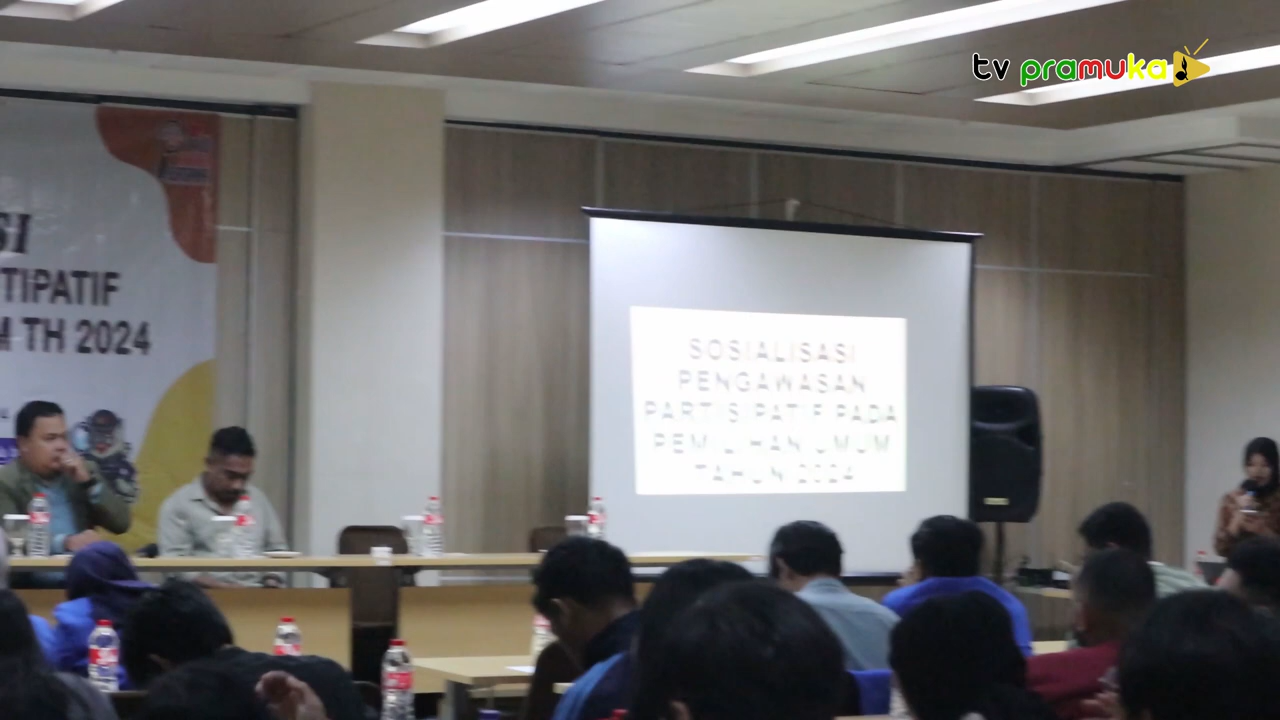 tv pramuka
SI
TIPATIF
M TH 2024
SOSIALISASI
PENGAWASAN
PARTISIPATIF PADA
PEMILIHAN UMUM
TAHUN 2024